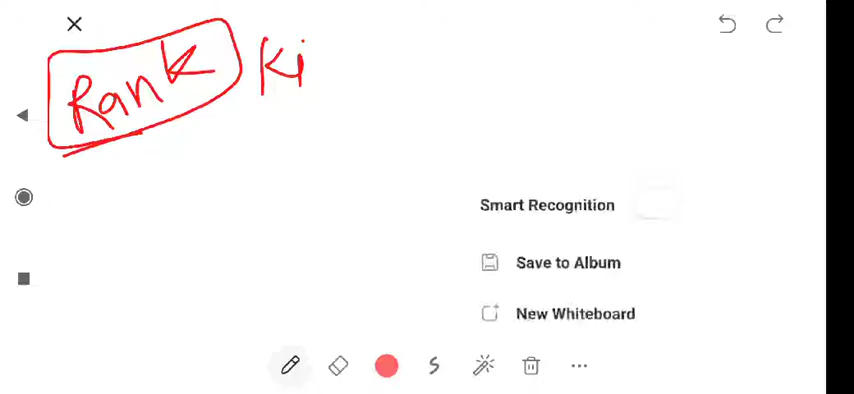 Rank Ki
Smart Recognition
Save to Album
New Whiteboard